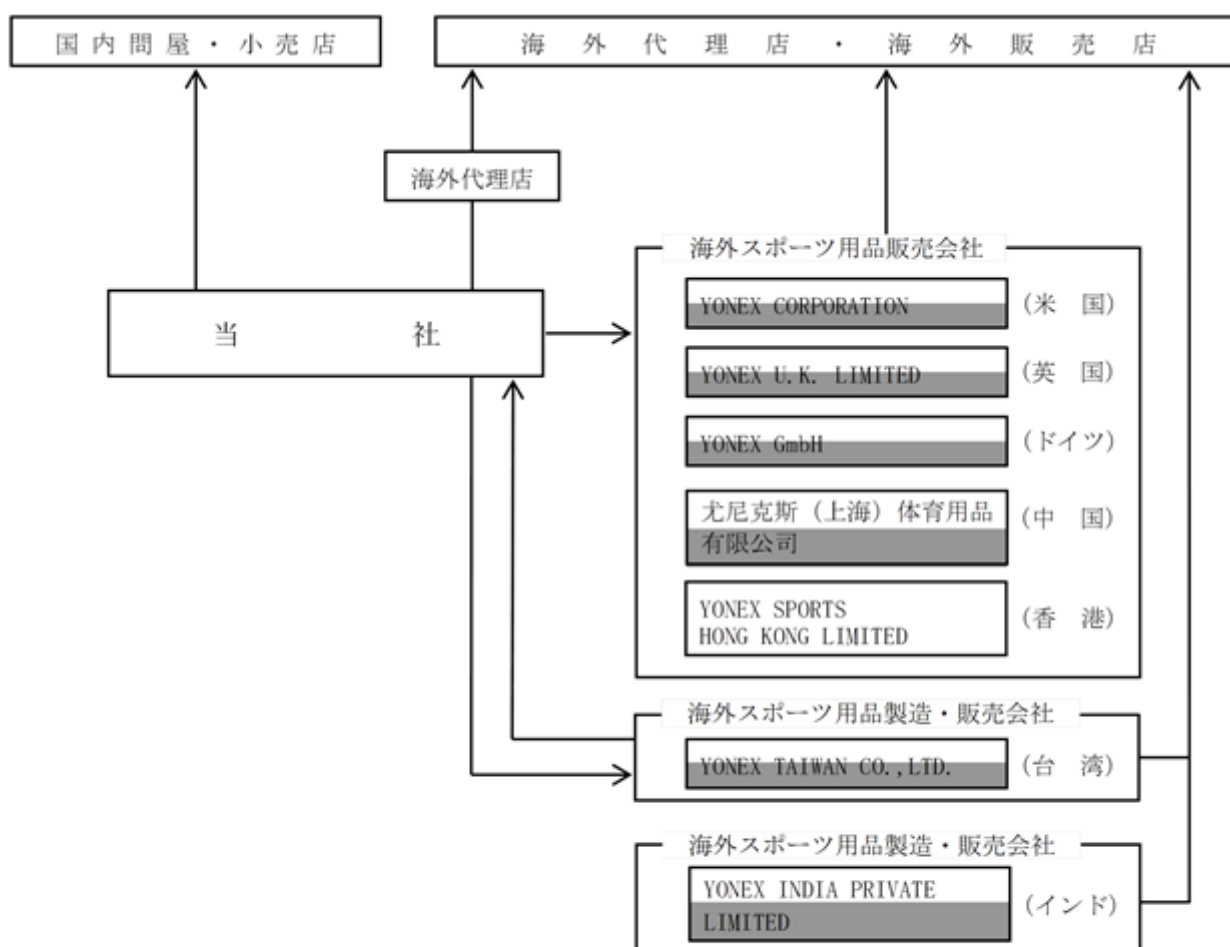 国内問屋・小売店
海外代理店・海外販売店
海外代理店
当社
海外スポーツ用品販売会社
YONEX CORPORATION (米国)
YONEX U.K. LIMITED (英国)
YONEX GmbH (ドイツ)
尤尼克斯（上海）体育用品
有限公司
(中国)
YONEX SPORTS
HONG KONG LIMITED
(香港)
海外スポーツ用品製造・販売会社
YONEX TAIWAN CO.,LTD. (台湾)
海外スポーツ用品製造・販売会社
YONEX INDIA PRIVATE
LIMITED
(インド)